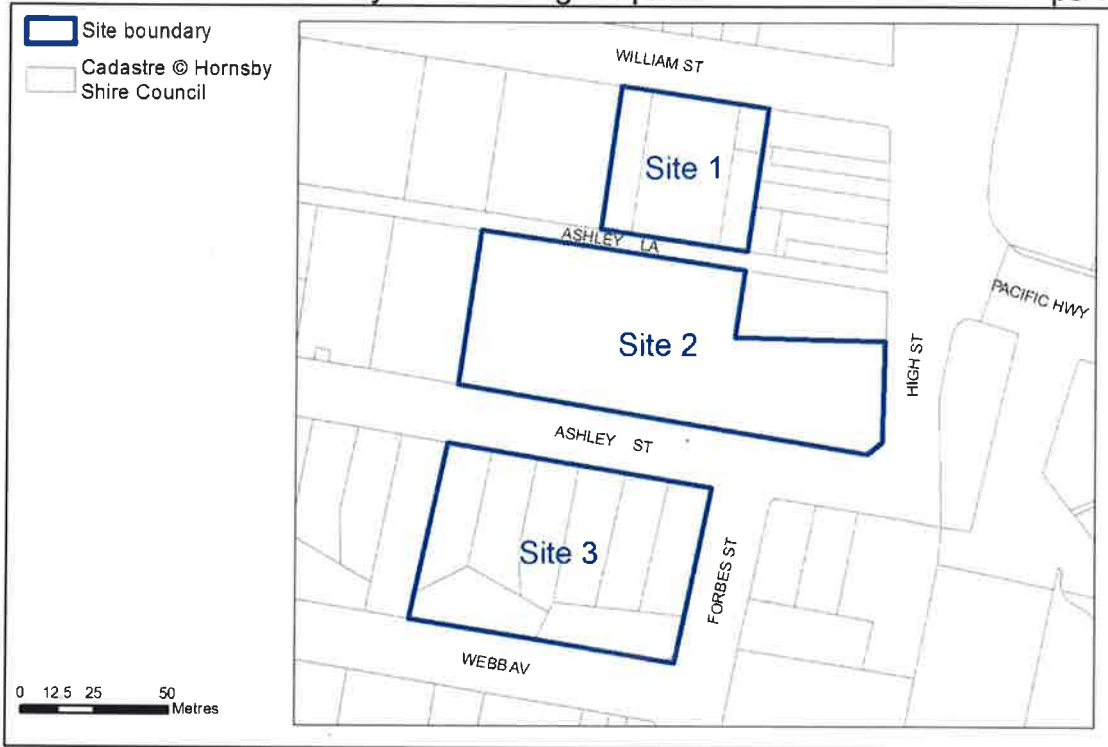 Site boundary
Cadastre © Hornsby
Shire Council
WILLIAM ST
Site 1
ASHLEY LA
PACIFIC HWY
Site 2
HIGH ST
ASHLEY ST
Site 3
FORBES ST
WEBB AV
0 12.5 25 50
Metres